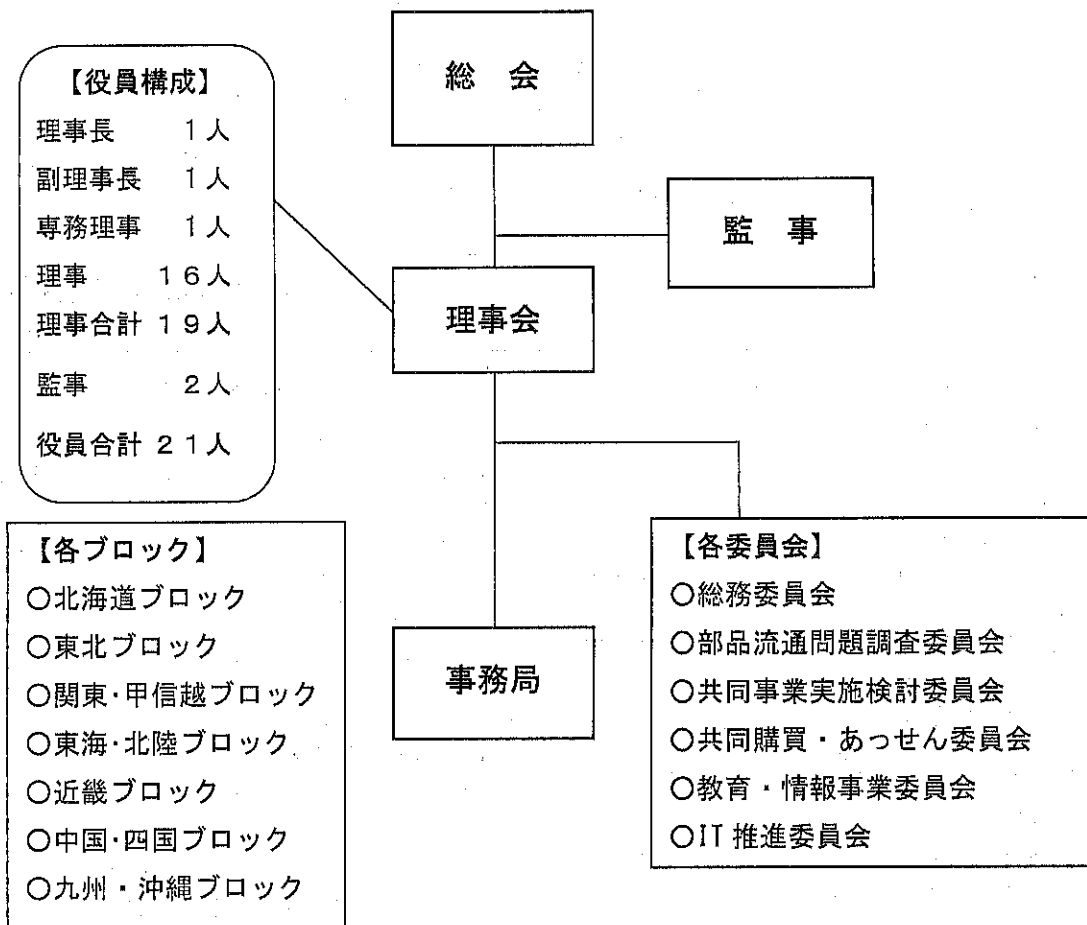 総 会
【役員構成】
理事長 1人
副理事長 1人
専務理事 1人
理事 16人
理事合計 19人
監事 2人
役員合計 21人
監 事
理事会
【各ブロック】
○北海道ブロック
○東北ブロック
○関東・甲信越ブロック
○東海・北陸ブロック
○近畿ブロック
○中国・四国ブロック
○九州・沖縄ブロック
事務局
【各委員会】
○総務委員会
○部品流通問題調査委員会
○共同事業実施検討委員会
○共同購買・あっせん委員会
○教育・情報事業委員会
○IT推進委員会